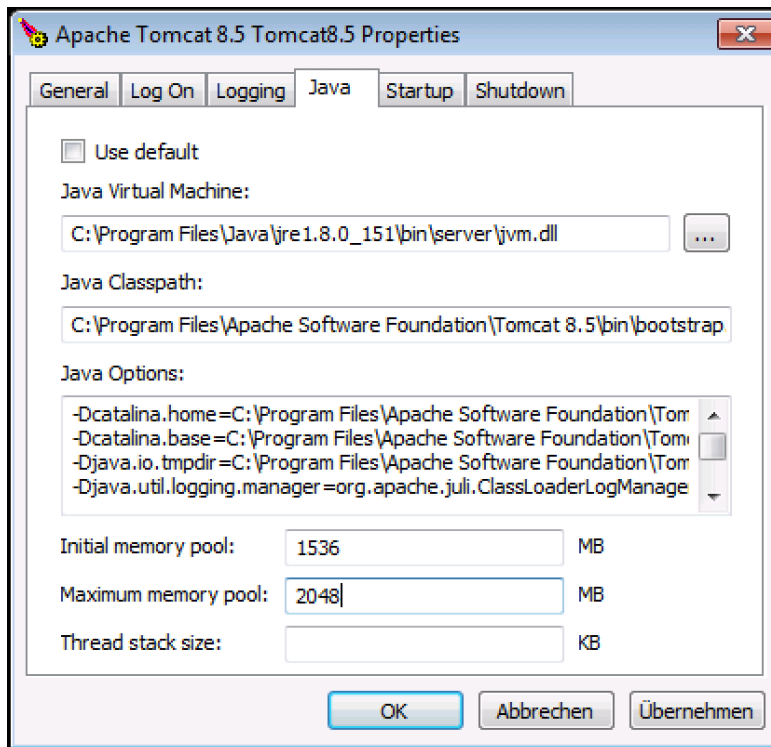 Apache Tomcat 8.5 Tomcat8.5 Properties
General Log On Logging Java Startup Shutdown
Use default
Java Virtual Machine:
C:\Program Files\Java\jre1.8.0_151\bin\server\jvm.dll ...
Java Classpath:
C:\Program Files\Apache Software Foundation\Tomcat 8.5\bin\bootstrap.
Java Options:
-Dcatalina.home=C:\Program Files\Apache Software Foundation\Tom
-Dcatalina.base=C:\Program Files\Apache Software Foundation\Tom
-Djava.io.tmpdir=C:\Program Files\Apache Software Foundation\Tom
-Djava.util.logging.manager=org.apache.juli.ClassLoaderLogManage
Initial memory pool: 1536 MB
Maximum memory pool: 2048 MB
Thread stack size: KB
OK Abbrechen Übernehmen